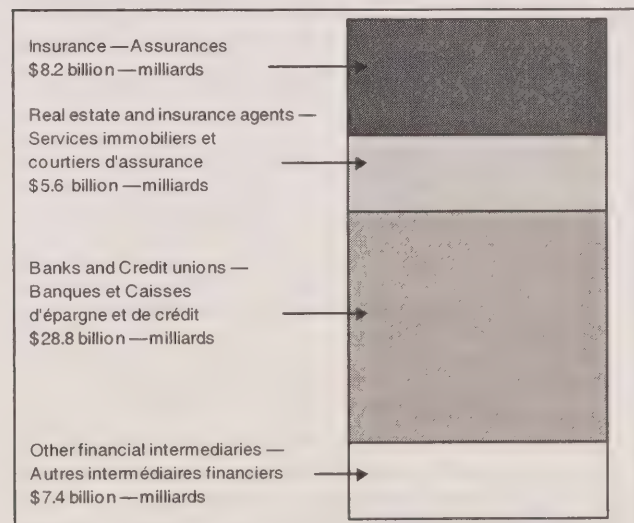 Insurance — Assurances
$8.2 billion — milliards
Real estate and insurance agents —
Services immobiliers et
courtiers d'assurance
$5.6 billion — milliards
Banks and Credit unions —
Banques et Caisses
d'épargne et de crédit
$28.8 billion — milliards
Other financial intermediaries —
Autres intermédiaires financiers
$7.4 billion — milliards